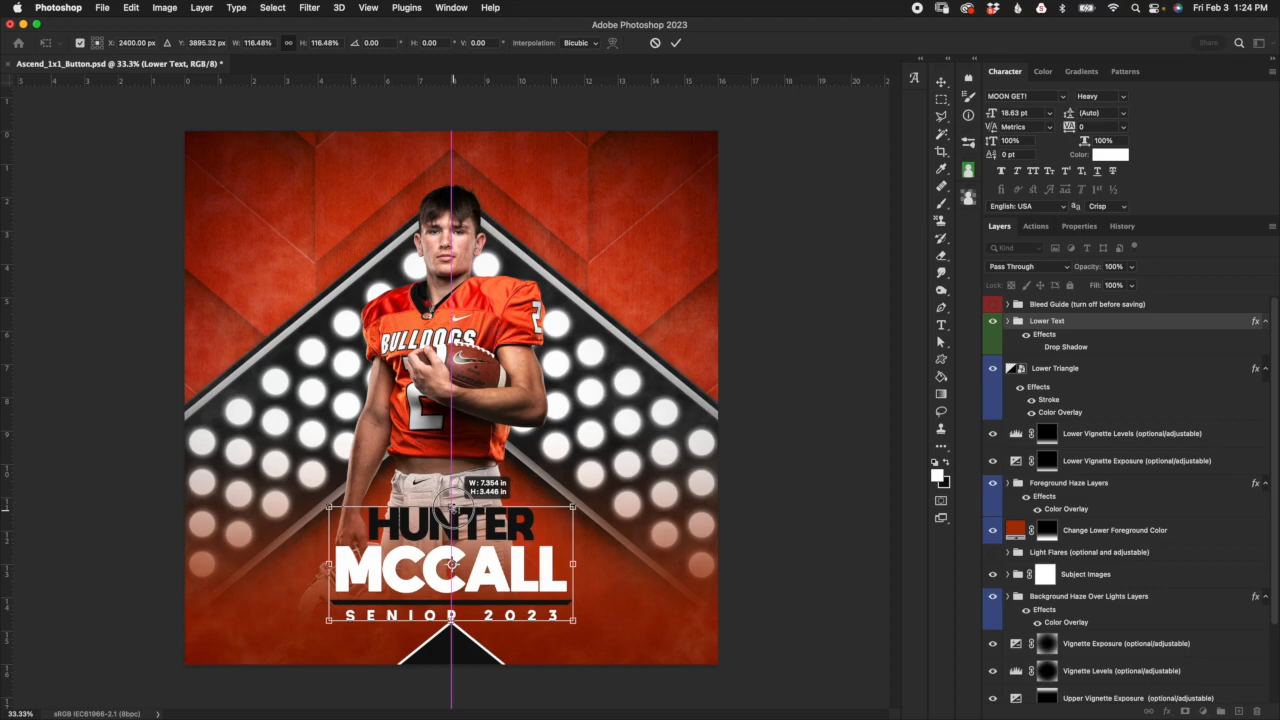 Photoshop File Edit Image Layer Type Select Filter 3D View Plugins Window Help Fri Feb 3 1:24 PM
Adobe Photoshop 2023
X: 2400.00 px Y: 3895.32 px W: 116.48% H: 116.48% 0.00 ° H: 0.00 ° V: 0.00 ° Interpolation: Bicubic Share
Ascend_1x1_Button.psd @ 33.3% (Lower Text, RGB/8) *
Character Color Gradients Patterns
MOON GET! Heavy
18.63 pt (Auto)
Metrics 0
100% 100%
0 pt Color:
English: USA Crisp
Layers Actions Properties History
Kind
Pass Through Opacity: 100%
Lock: Fill: 100%
Bleed Guide (turn off before saving)
Lower Text fx
Effects
Drop Shadow
Lower Triangle fx
Effects
Stroke
Color Overlay
Lower Vignette Levels (optional/adjustable)
Lower Vignette Exposure (optional/adjustable)
Foreground Haze Layers fx
Effects
Color Overlay
Change Lower Foreground Color
Light Flares (optional and adjustable)
Subject Images
Background Haze Over Lights Layers fx
Effects
Color Overlay
Vignette Exposure (optional/adjustable)
Vignette Levels (optional/adjustable)
Upper Vignette Exposure (optional/adjustable)
BULLDOGS
2
2
W: 7.354 in
H: 3.446 in
HUNTER
MCCALL
SENIOR 2023
33.33% sRGB IEC61966-2.1 (8bpc)